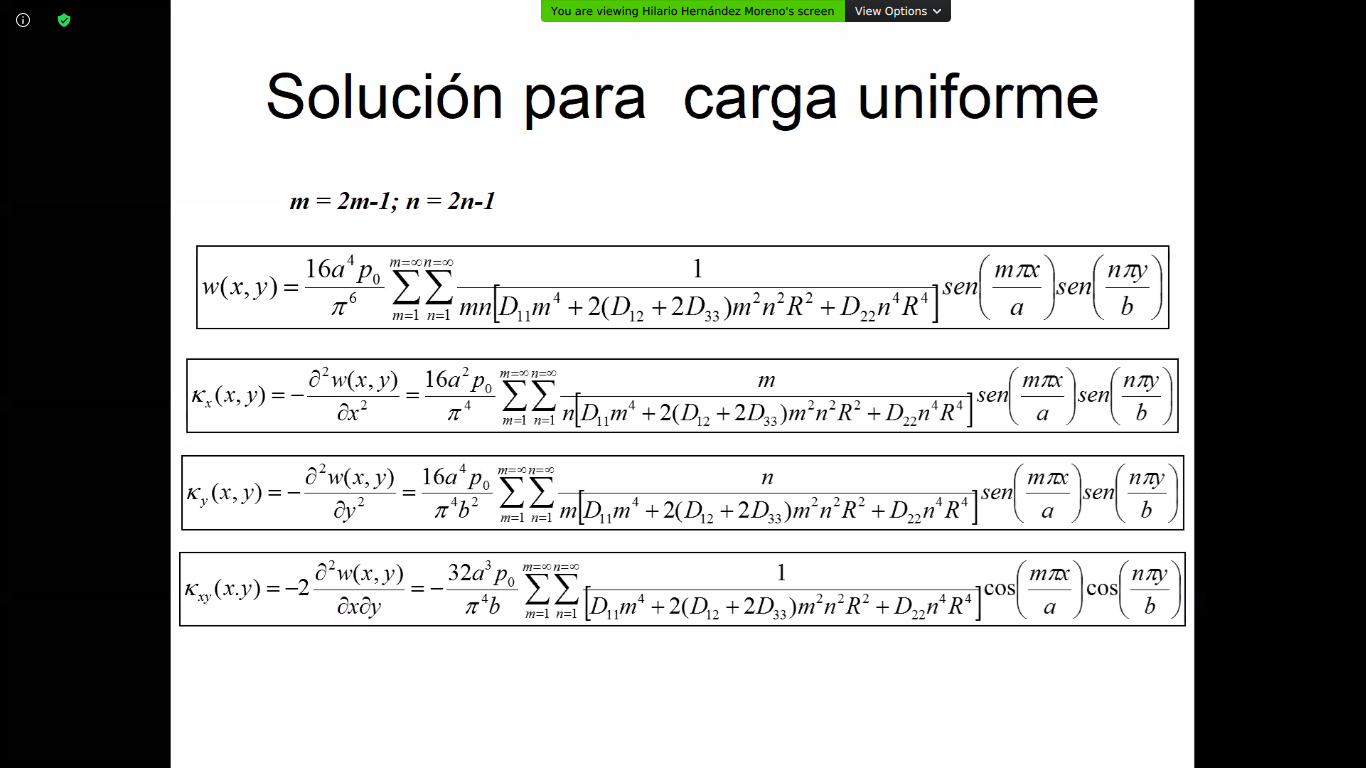 You are viewing Hilario Hernández Moreno's screen View Options
Solución para carga uniforme
m = 2m-1; n = 2n-1
w(x, y) = \frac{16a^4 p_0}{\pi^6} \sum_{m=1}^{m=\infty} \sum_{n=1}^{n=\infty} \frac{1}{mn[D_{11}m^4 + 2(D_{12} + 2D_{33})m^2n^2R^2 + D_{22}n^4R^4]} sen\left(\frac{m\pi x}{a}\right) sen\left(\frac{n\pi y}{b}\right)
\kappa_x(x, y) = -\frac{\partial^2 w(x, y)}{\partial x^2} = \frac{16a^2 p_0}{\pi^4} \sum_{m=1}^{m=\infty} \sum_{n=1}^{n=\infty} \frac{m}{n[D_{11}m^4 + 2(D_{12} + 2D_{33})m^2n^2R^2 + D_{22}n^4R^4]} sen\left(\frac{m\pi x}{a}\right) sen\left(\frac{n\pi y}{b}\right)
\kappa_y(x, y) = -\frac{\partial^2 w(x, y)}{\partial y^2} = \frac{16a^4 p_0}{\pi^4 b^2} \sum_{m=1}^{m=\infty} \sum_{n=1}^{n=\infty} \frac{n}{m[D_{11}m^4 + 2(D_{12} + 2D_{33})m^2n^2R^2 + D_{22}n^4R^4]} sen\left(\frac{m\pi x}{a}\right) sen\left(\frac{n\pi y}{b}\right)
\kappa_{xy}(x.y) = -2\frac{\partial^2 w(x, y)}{\partial x \partial y} = -\frac{32a^3 p_0}{\pi^4 b} \sum_{m=1}^{m=\infty} \sum_{n=1}^{n=\infty} \frac{1}{[D_{11}m^4 + 2(D_{12} + 2D_{33})m^2n^2R^2 + D_{22}n^4R^4]} cos\left(\frac{m\pi x}{a}\right) cos\left(\frac{n\pi y}{b}\right)